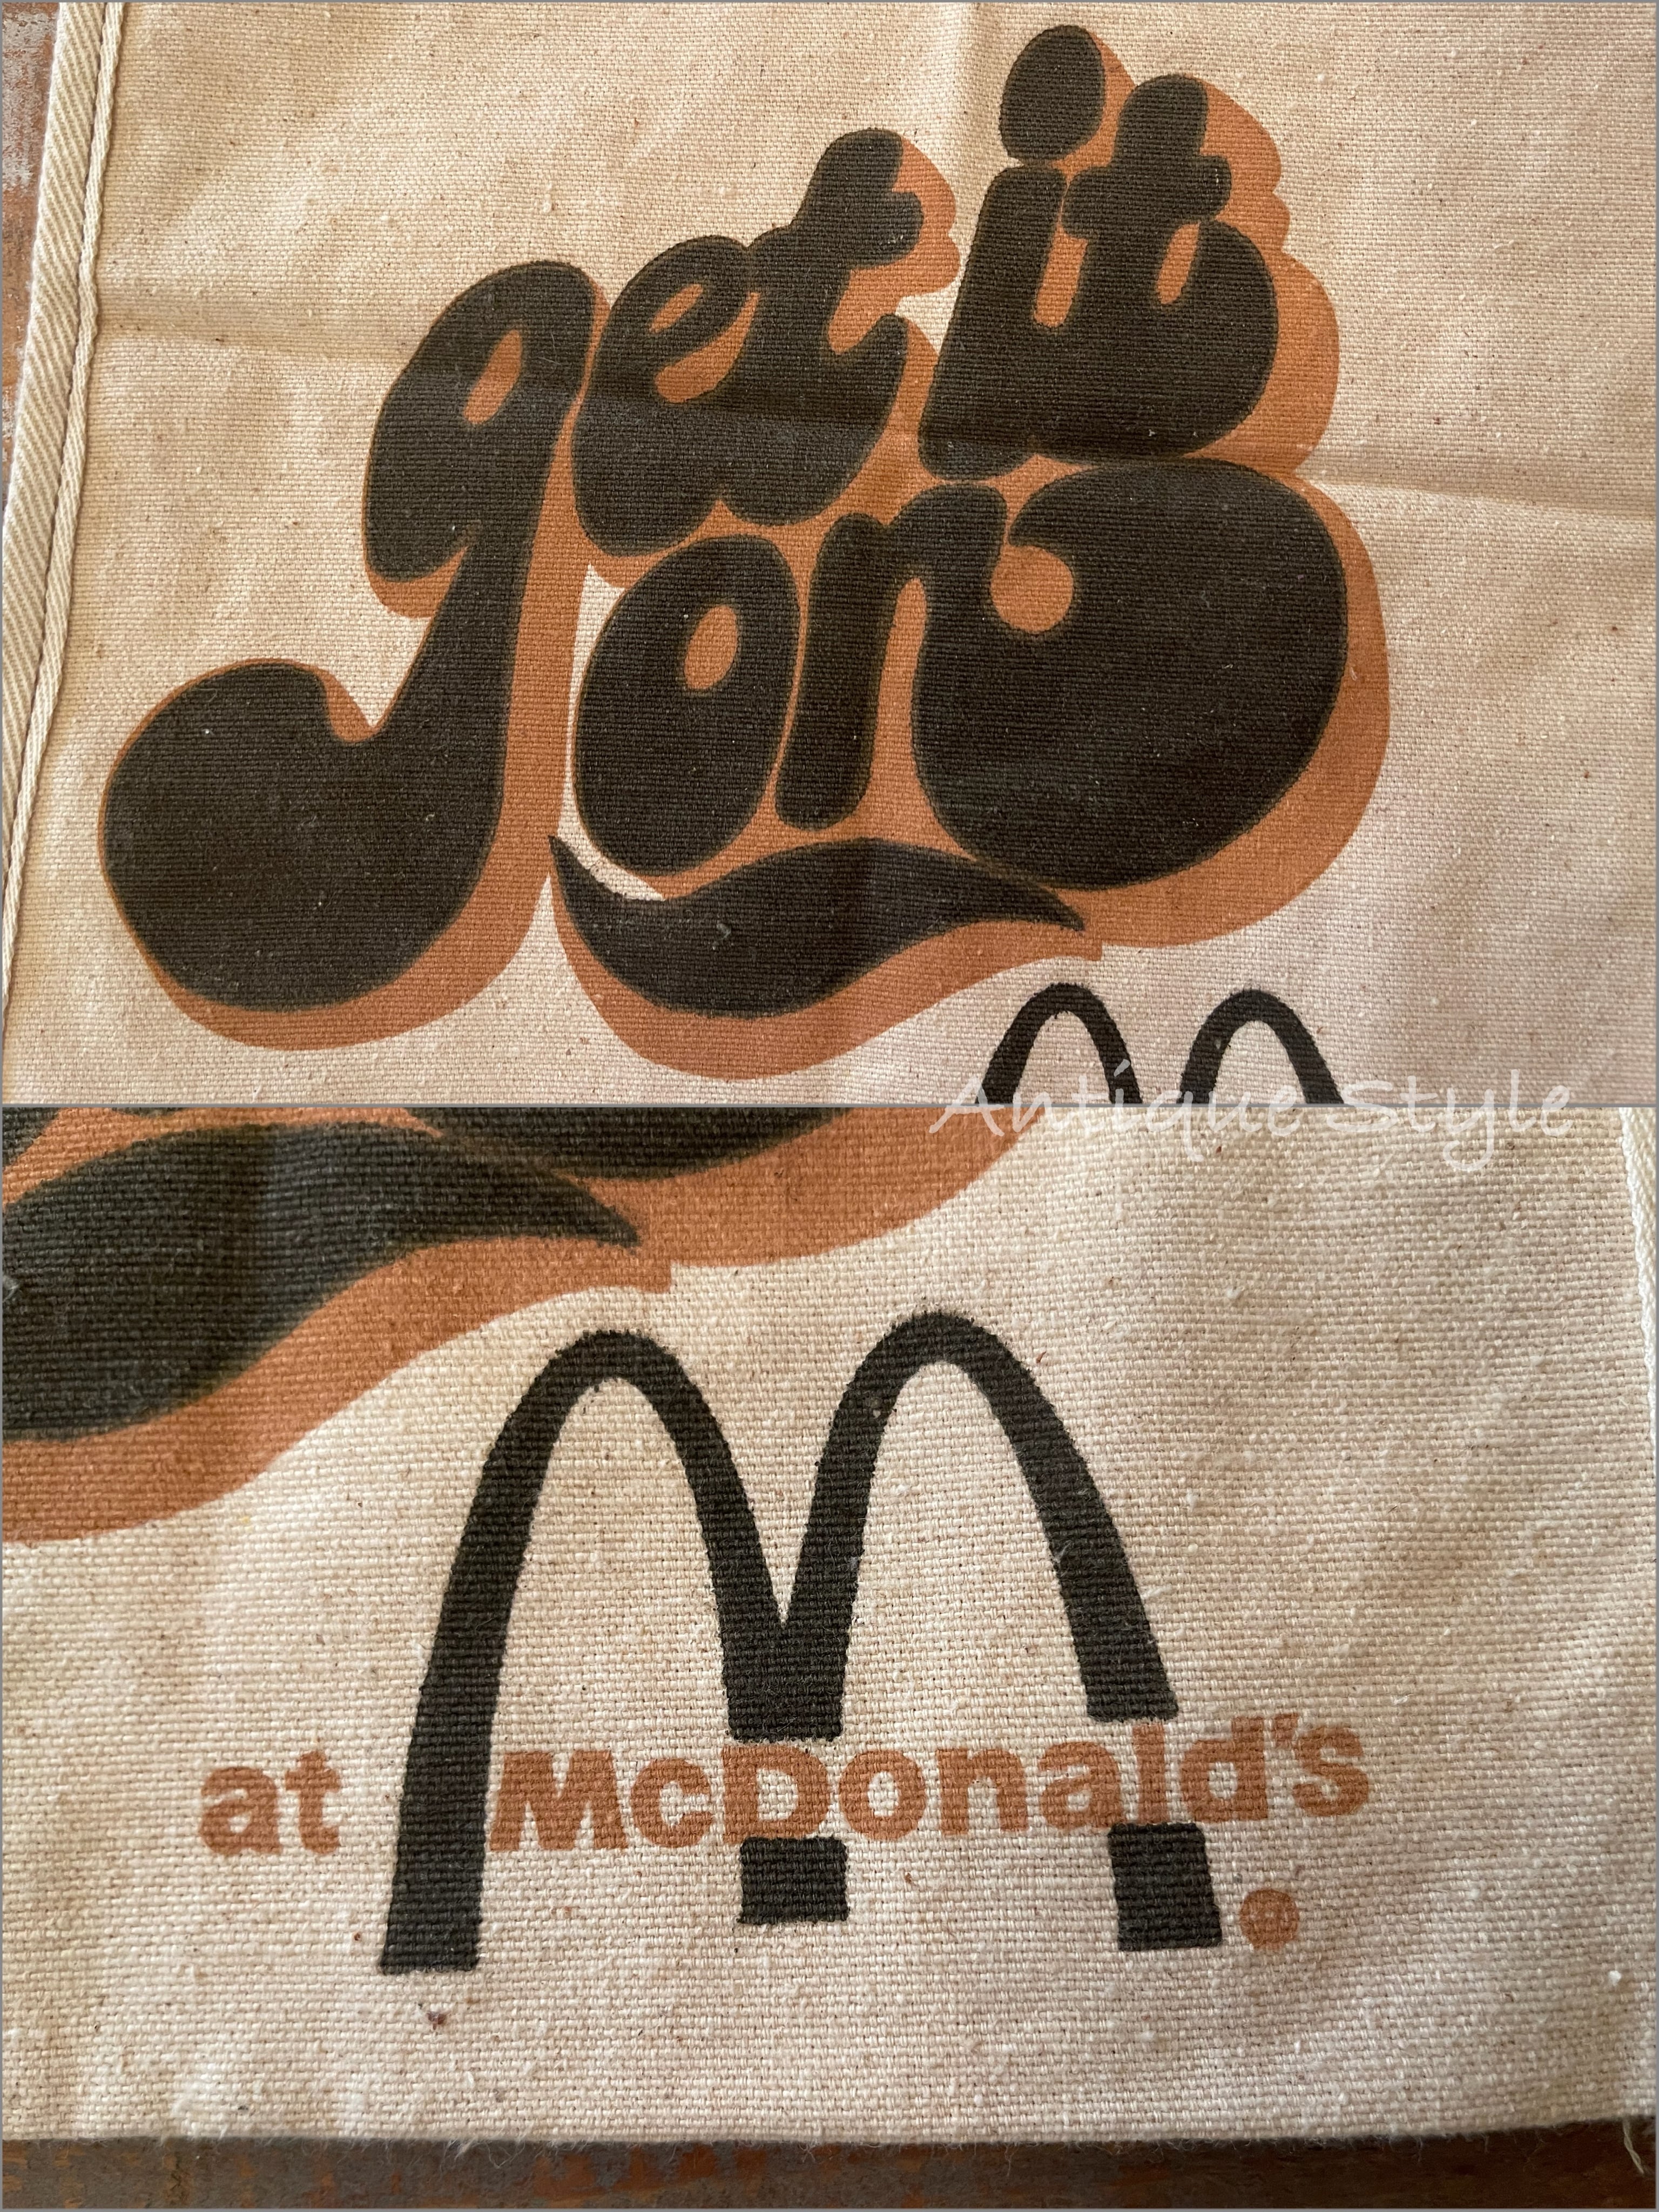 get it
on
Antique Style
at McDonald's